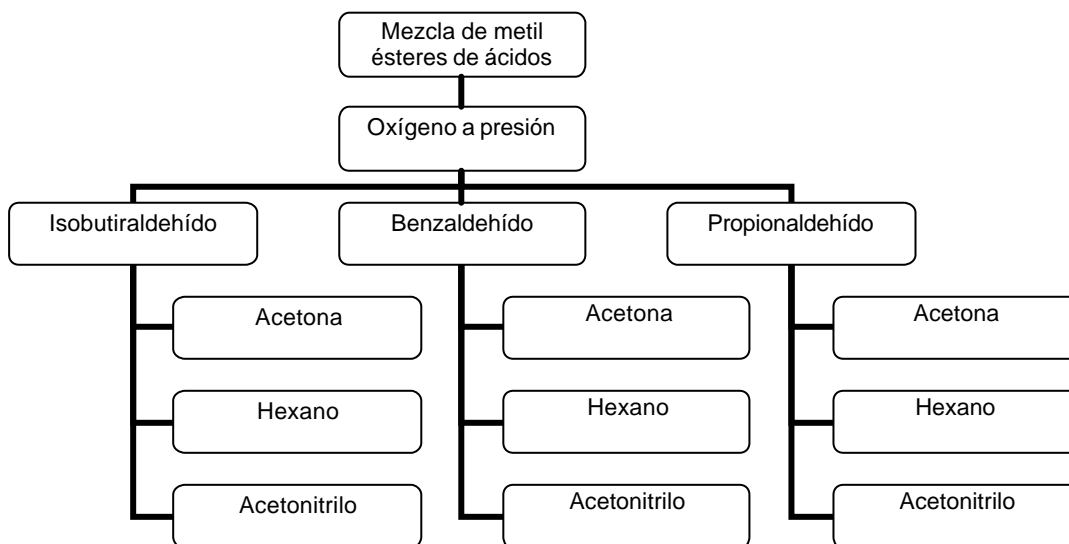 Mezcla de metil
ésteres de ácidos
Oxígeno a presión
Isobutiraldehído
Benzaldehído
Propionaldehído
Acetona
Acetona
Acetona
Hexano
Hexano
Hexano
Acetonitrilo
Acetonitrilo
Acetonitrilo